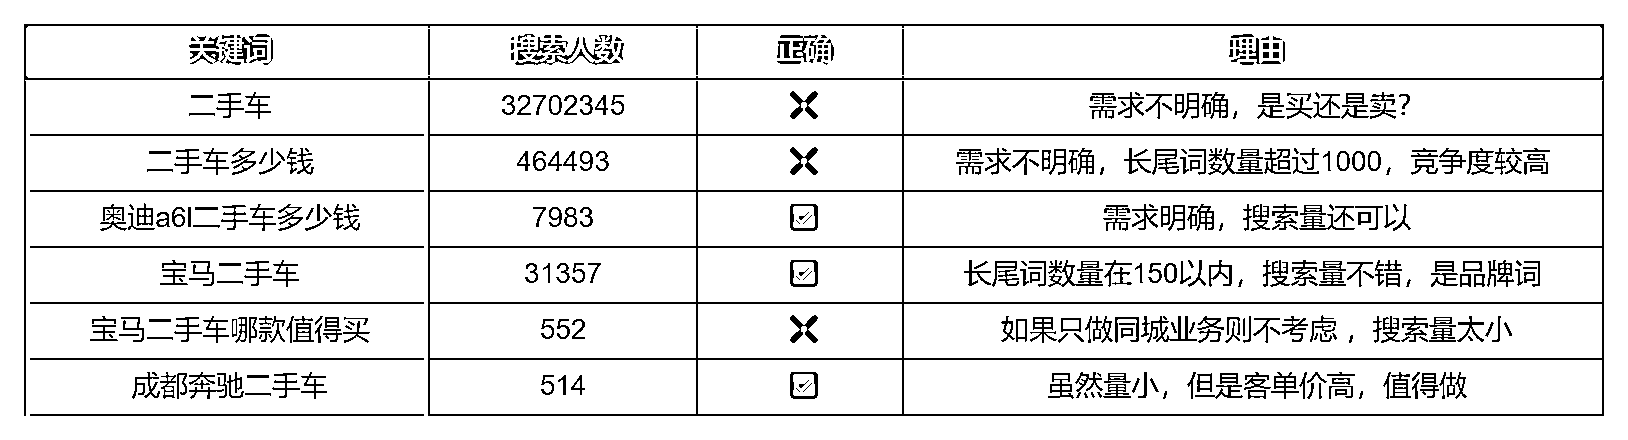 关键词 搜索人数 正确 理由
二手车 32702345 ❌ 需求不明确，是买还是卖？
二手车多少钱 464493 ❌ 需求不明确，长尾词数量超过1000，竞争度较高
奥迪a6l二手车多少钱 7983 ☑ 需求明确，搜索量还可以
宝马二手车 31357 ☑ 长尾词数量在150以内，搜索量不错，是品牌词
宝马二手车哪款值得买 552 ❌ 如果只做同城业务则不考虑 ，搜索量太小
成都奔驰二手车 514 ☑ 虽然量小，但是客单价高，值得做